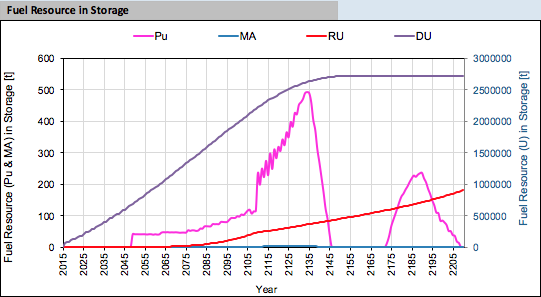 Fuel Resource in Storage
Pu MA RU DU
600 3000000
500 2500000
400 2000000
300 1500000
200 1000000
100 500000
0 0
Fuel Resource (Pu & MA) in Storage [t]
Fuel Resource (U) in Storage [t]
2015 2025 2035 2045 2055 2065 2075 2085 2095 2105 2115 2125 2135 2145 2155 2165 2175 2185 2195 2205
Year